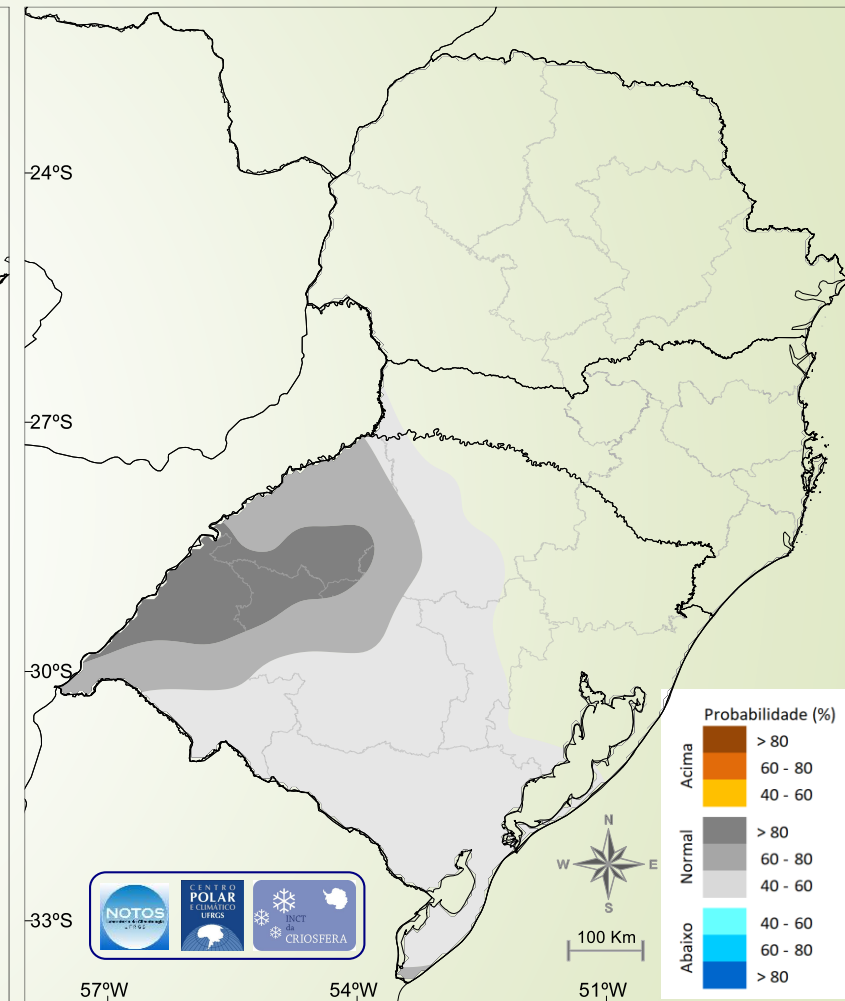 24ºS
27ºS
30ºS
33ºS
57ºW
54ºW
51ºW
Probabilidade (%)
Acima
> 80
60 - 80
40 - 60
Normal
> 80
60 - 80
40 - 60
Abaixo
40 - 60
60 - 80
> 80
N
W
E
S
100 Km
NOTOS
UFRGS
CENTRO
POLAR
E CLIMÁTICO
UFRGS
INCT
da
CRIOSFERA